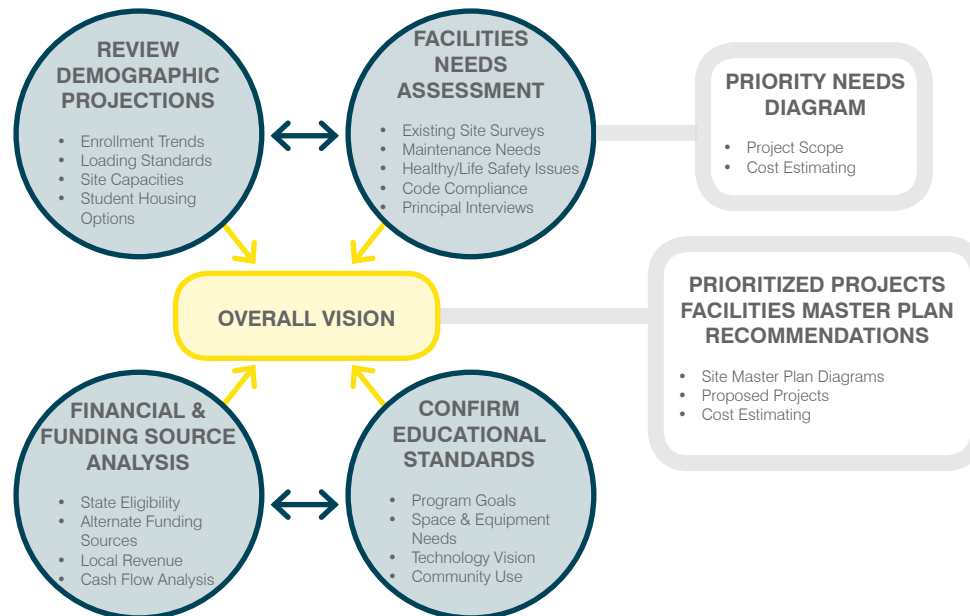 REVIEW
DEMOGRAPHIC
PROJECTIONS
• Enrollment Trends
• Loading Standards
• Site Capacities
• Student Housing
Options
FACILITIES
NEEDS
ASSESSMENT
• Existing Site Surveys
• Maintenance Needs
• Healthy/Life Safety Issues
• Code Compliance
• Principal Interviews
PRIORITY NEEDS
DIAGRAM
• Project Scope
• Cost Estimating
OVERALL VISION
PRIORITIZED PROJECTS
FACILITIES MASTER PLAN
RECOMMENDATIONS
• Site Master Plan Diagrams
• Proposed Projects
• Cost Estimating
FINANCIAL &
FUNDING SOURCE
ANALYSIS
• State Eligibility
• Alternate Funding
Sources
• Local Revenue
• Cash Flow Analysis
CONFIRM
EDUCATIONAL
STANDARDS
• Program Goals
• Space & Equipment
Needs
• Technology Vision
• Community Use